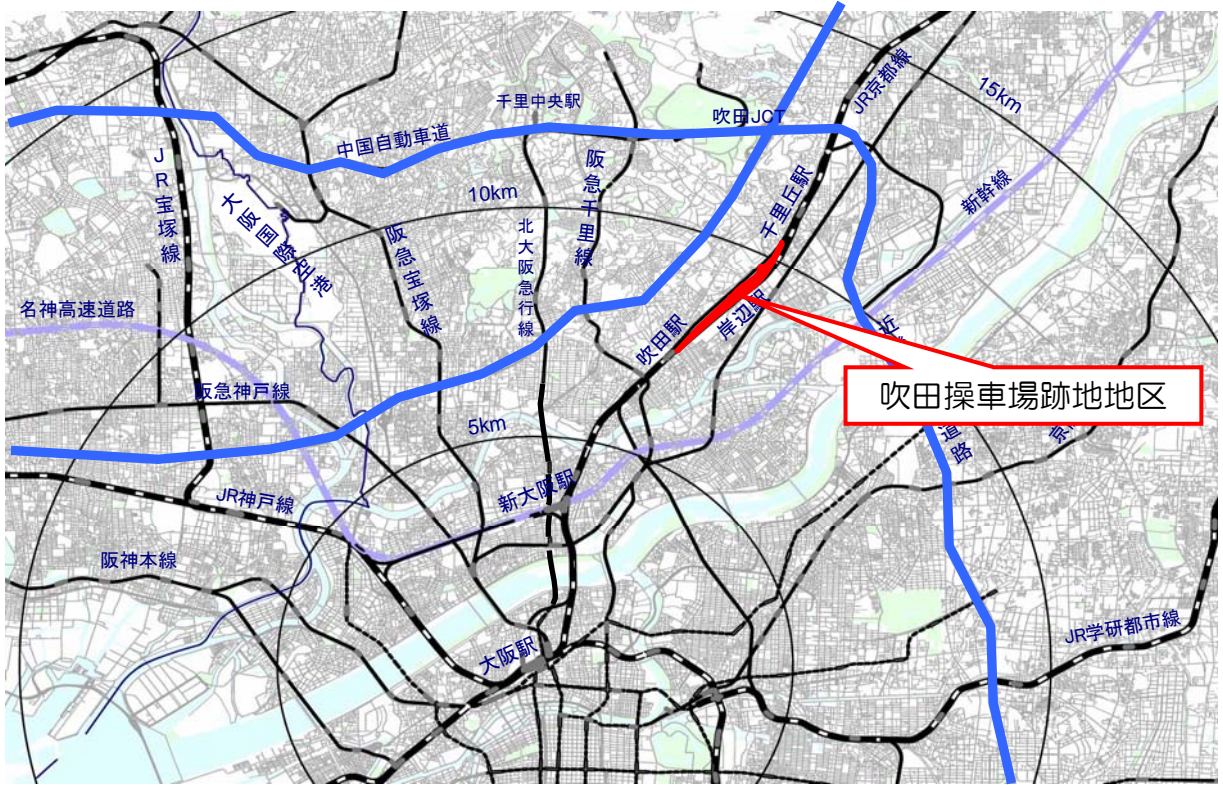 JR京都線
15km
千里中央駅
吹田JCT
中国自動車道
JR宝塚線
大阪国際空港
10km
阪急千里線
千里丘駅
新幹線
阪急宝塚線
北大阪急行線
名神高速道路
吹田駅
岸辺駅
近
吹田操車場跡地地区
阪急神戸線
5km
道路
京
新大阪駅
JR神戸線
阪神本線
大阪駅
JR学研都市線